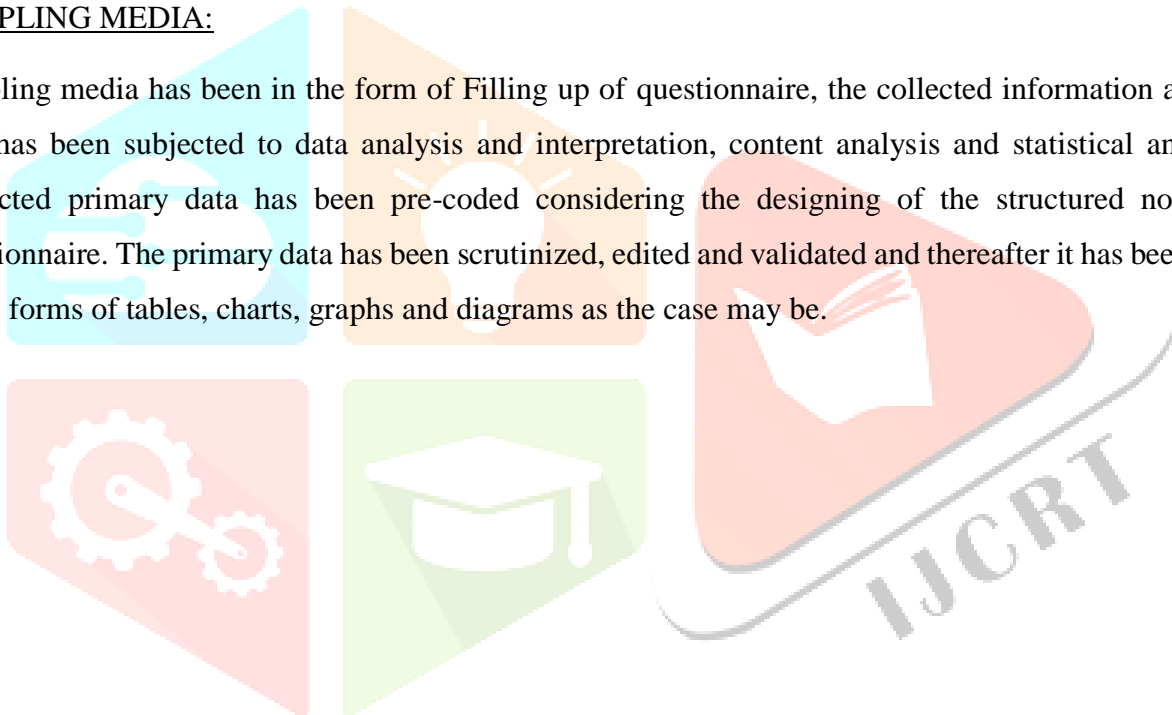 PLING MEDIA:
ling media has been in the form of Filling up of questionnaire, the collected information a
has been subjected to data analysis and interpretation, content analysis and statistical an
cted primary data has been pre-coded considering the designing of the structured no
ionnaire. The primary data has been scrutinized, edited and validated and thereafter it has bee
forms of tables, charts, graphs and diagrams as the case may be.
IJCRT